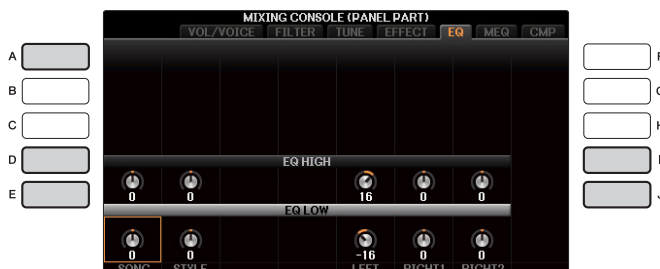 MIXING CONSOLE (PANEL PART)
VOL/VOICE FILTER TUNE EFFECT EQ MEQ CMP
A
B
C
D
E
EQ HIGH
0 0 16 0 0
EQ LOW
0 0 -16 0 0
SONG STYLE LEFT RIGHT1 RIGHT2